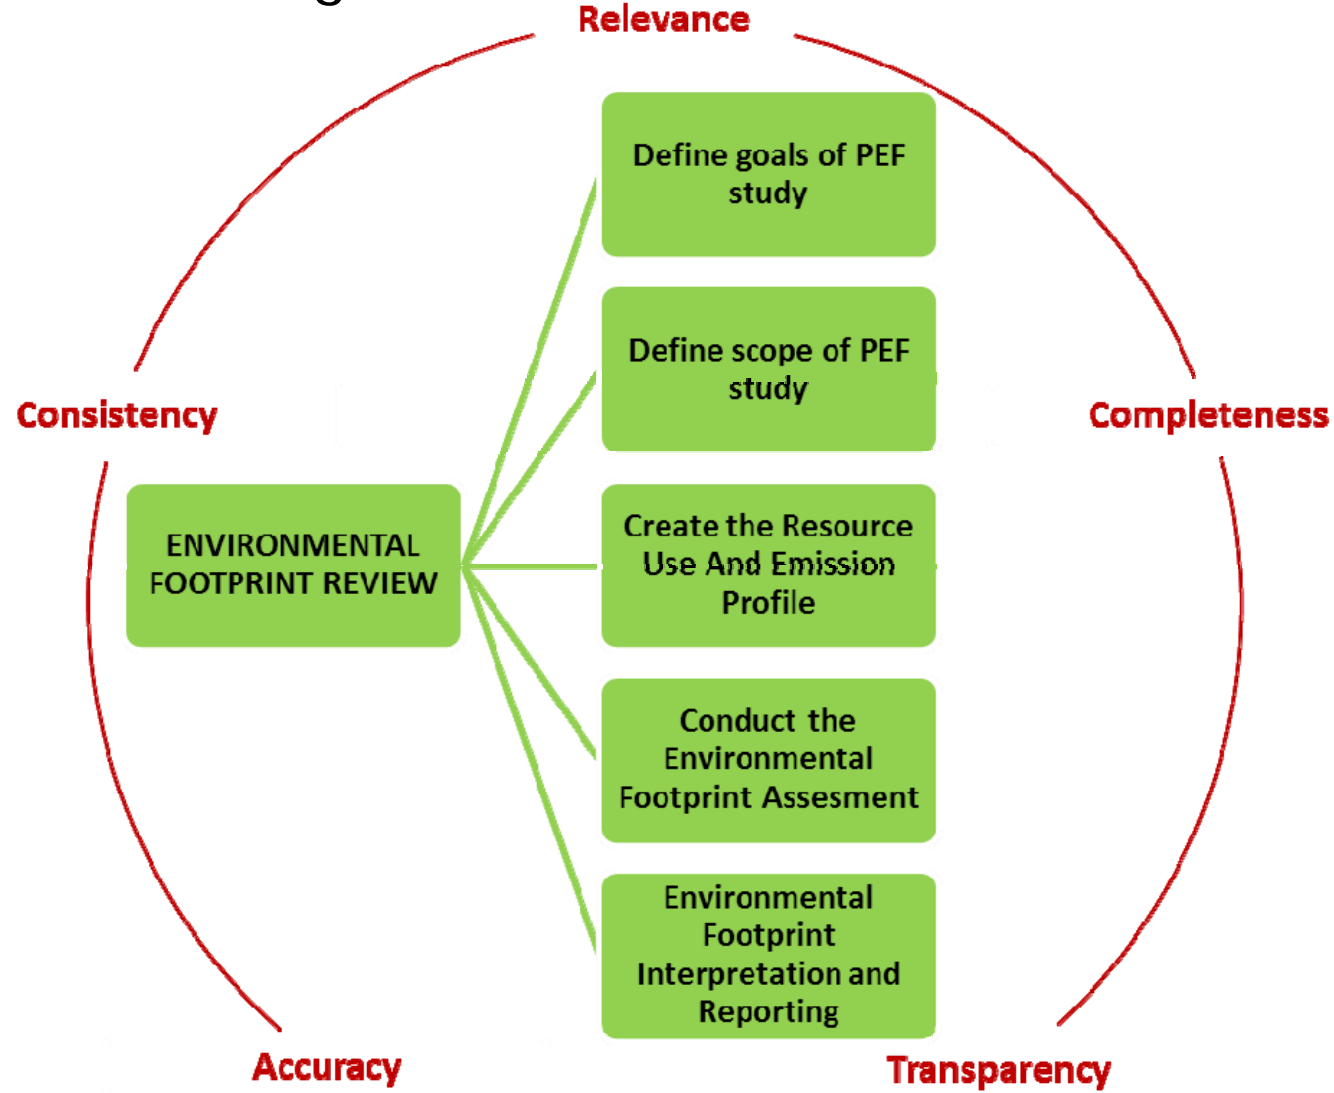 Relevance
Define goals of PEF
study
Define scope of PEF
study
Consistency
Completeness
ENVIRONMENTAL
FOOTPRINT REVIEW
Create the Resource
Use And Emission
Profile
Conduct the
Environmental
Footprint Assesment
Environmental
Footprint
Interpretation and
Reporting
Accuracy
Transparency